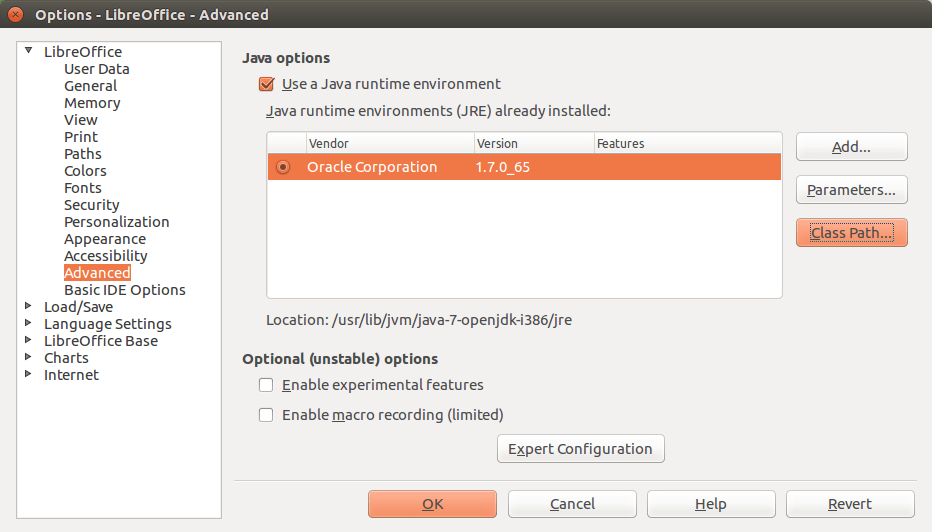 Options - LibreOffice - Advanced
LibreOffice
User Data
General
Memory
View
Print
Paths
Colors
Fonts
Security
Personalization
Appearance
Accessibility
Advanced
Basic IDE Options
Load/Save
Language Settings
LibreOffice Base
Charts
Internet
Java options
Use a Java runtime environment
Java runtime environments (JRE) already installed:
Vendor Version Features
Oracle Corporation 1.7.0_65
Add...
Parameters...
Class Path...
Location: /usr/lib/jvm/java-7-openjdk-i386/jre
Optional (unstable) options
Enable experimental features
Enable macro recording (limited)
Expert Configuration
OK Cancel Help Revert